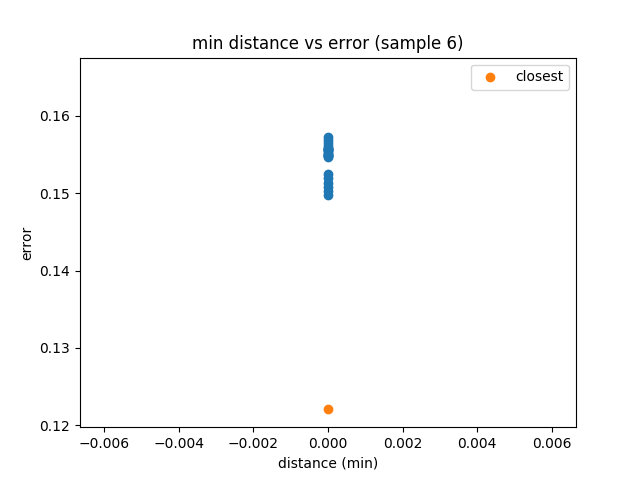 min distance vs error (sample 6)
closest
0.16
0.15
0.14
0.13
0.12
error
−0.006 −0.004 −0.002 0.000 0.002 0.004 0.006
distance (min)